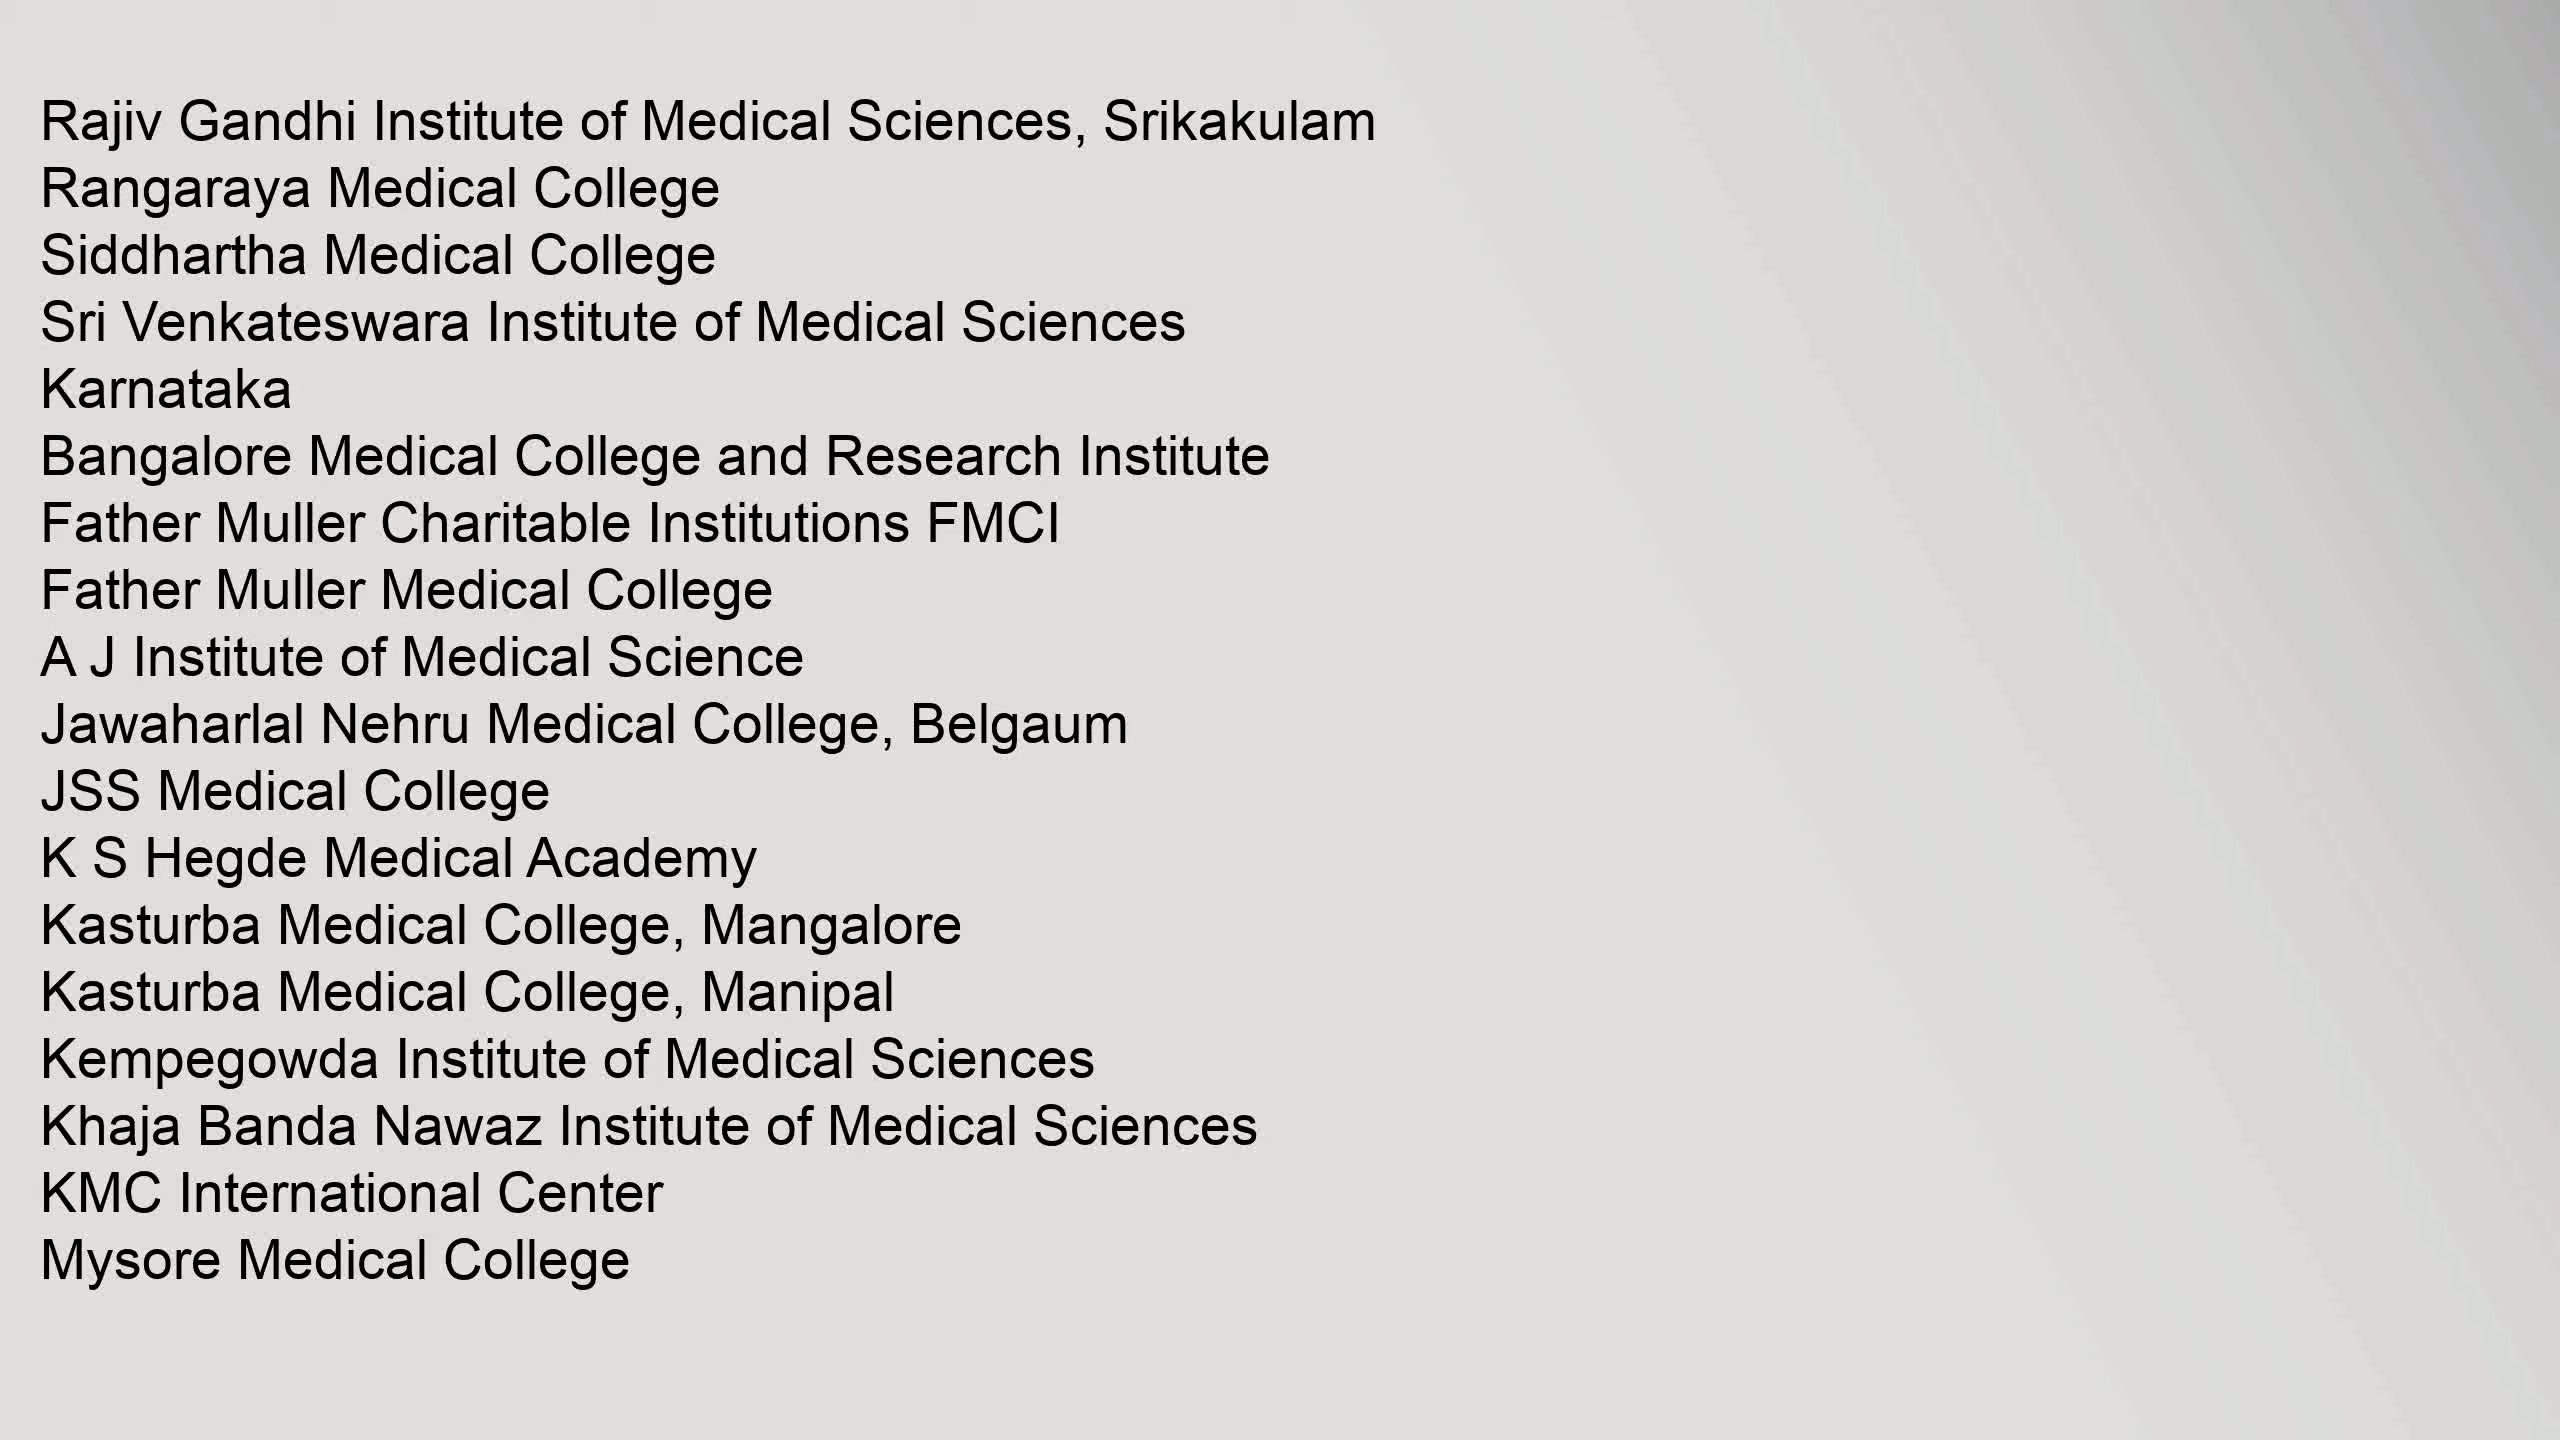 Rajiv Gandhi Institute of Medical Sciences, Srikakulam
Rangaraya Medical College
Siddhartha Medical College
Sri Venkateswara Institute of Medical Sciences
Karnataka
Bangalore Medical College and Research Institute
Father Muller Charitable Institutions FMCI
Father Muller Medical College
A J Institute of Medical Science
Jawaharlal Nehru Medical College, Belgaum
JSS Medical College
K S Hegde Medical Academy
Kasturba Medical College, Mangalore
Kasturba Medical College, Manipal
Kempegowda Institute of Medical Sciences
Khaja Banda Nawaz Institute of Medical Sciences
KMC International Center
Mysore Medical College